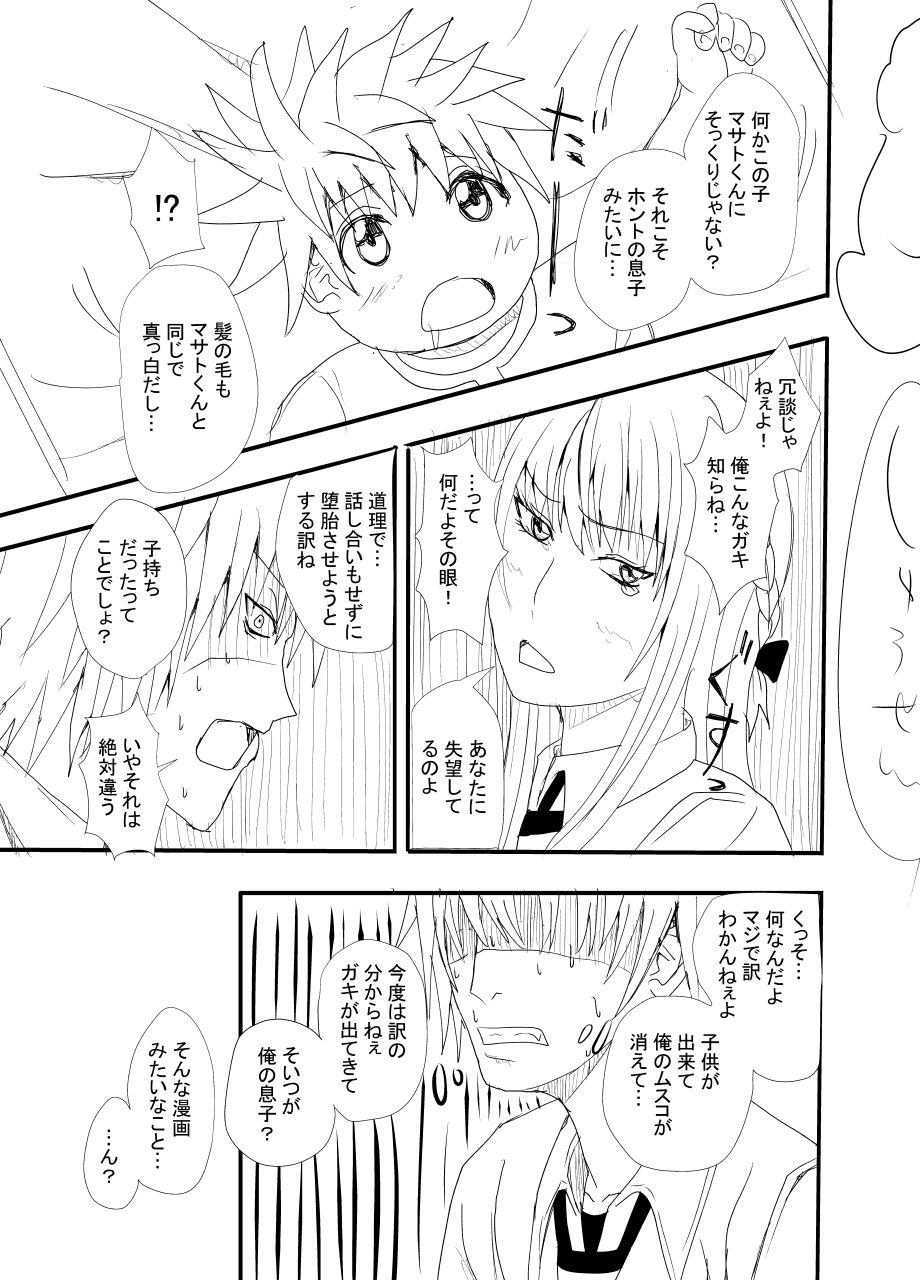 何かこの子
マサトくんに
そっくりじゃない？
それこそ
ホントの息子
みたいに…
！？
髪の毛も
マサトくんと
同じで
真っ白だし…
冗談じゃ
ねぇよ！
俺こんなガキ
知らね…
…って
何だよその眼！
あなたに
失望して
るのよ
道理で…
話し合いもせずに
堕胎させようと
する訳ね
子持ち
だったって
ことでしょ？
いやそれは
絶対違う
くっそ…
何なんだよ
マジで訳
わかんねぇよ
子供が
出来て
俺のムスコが
消えて…
今度は訳の
分からねぇ
ガキが出てきて
そいつが
俺の息子？
そんな漫画
みたいなこと…
…ん？